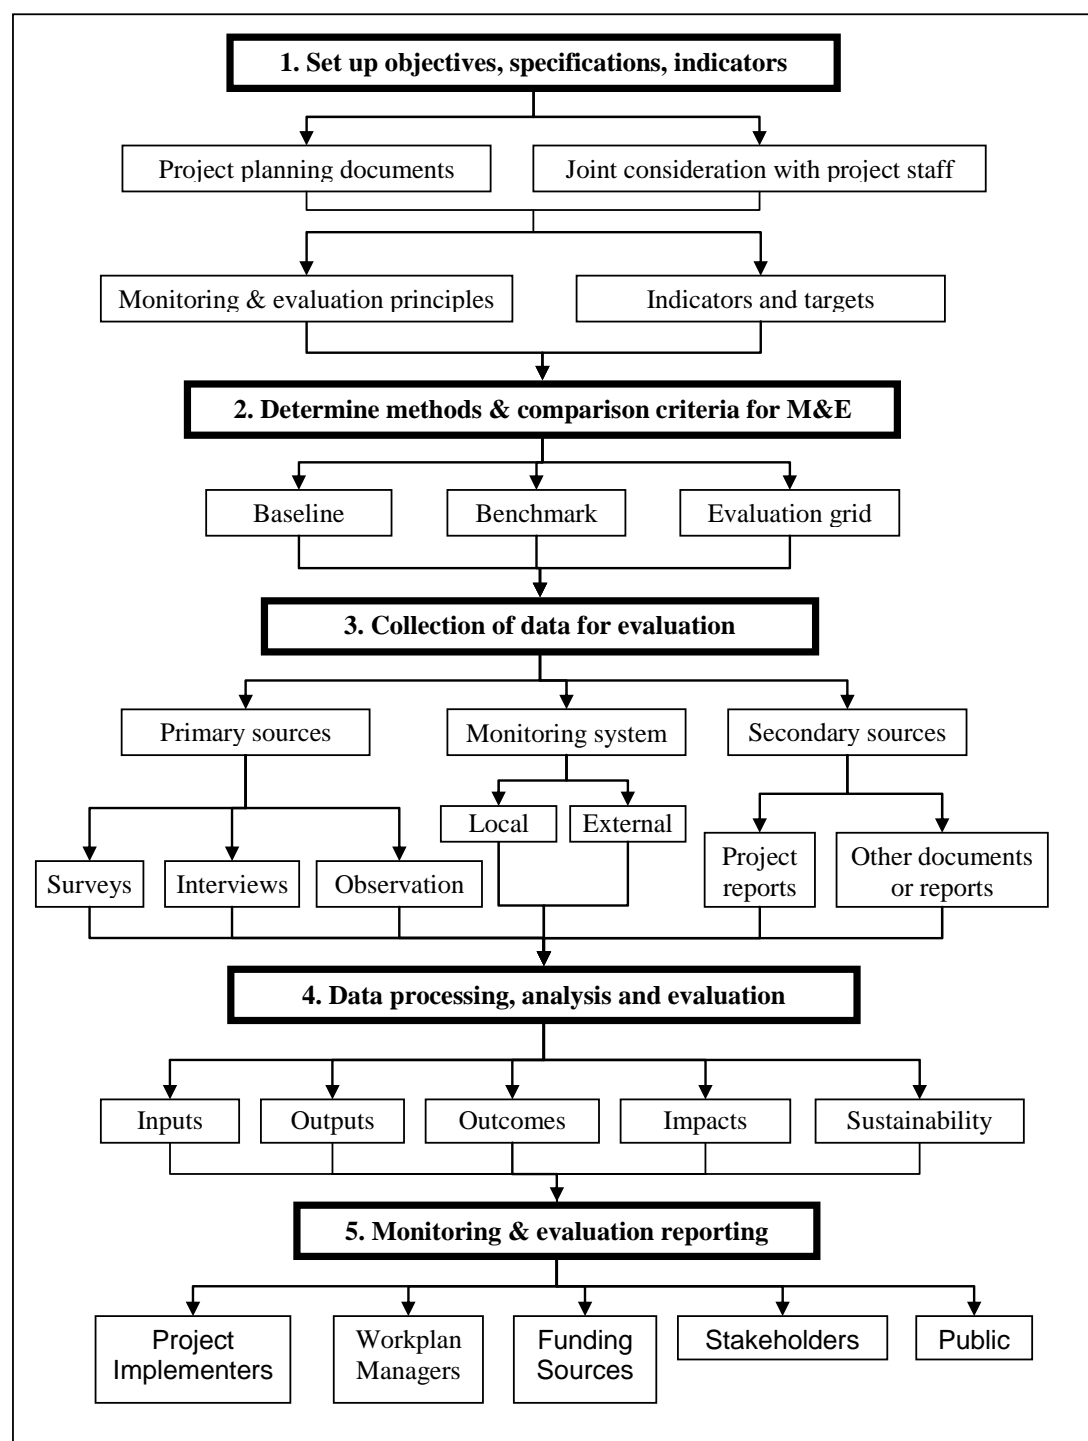 1. Set up objectives, specifications, indicators
Project planning documents
Joint consideration with project staff
Monitoring & evaluation principles
Indicators and targets
2. Determine methods & comparison criteria for M&E
Baseline
Benchmark
Evaluation grid
3. Collection of data for evaluation
Primary sources
Monitoring system
Secondary sources
Local
External
Surveys
Interviews
Observation
Project
reports
Other documents
or reports
4. Data processing, analysis and evaluation
Inputs
Outputs
Outcomes
Impacts
Sustainability
5. Monitoring & evaluation reporting
Project
Implementers
Workplan
Managers
Funding
Sources
Stakeholders
Public